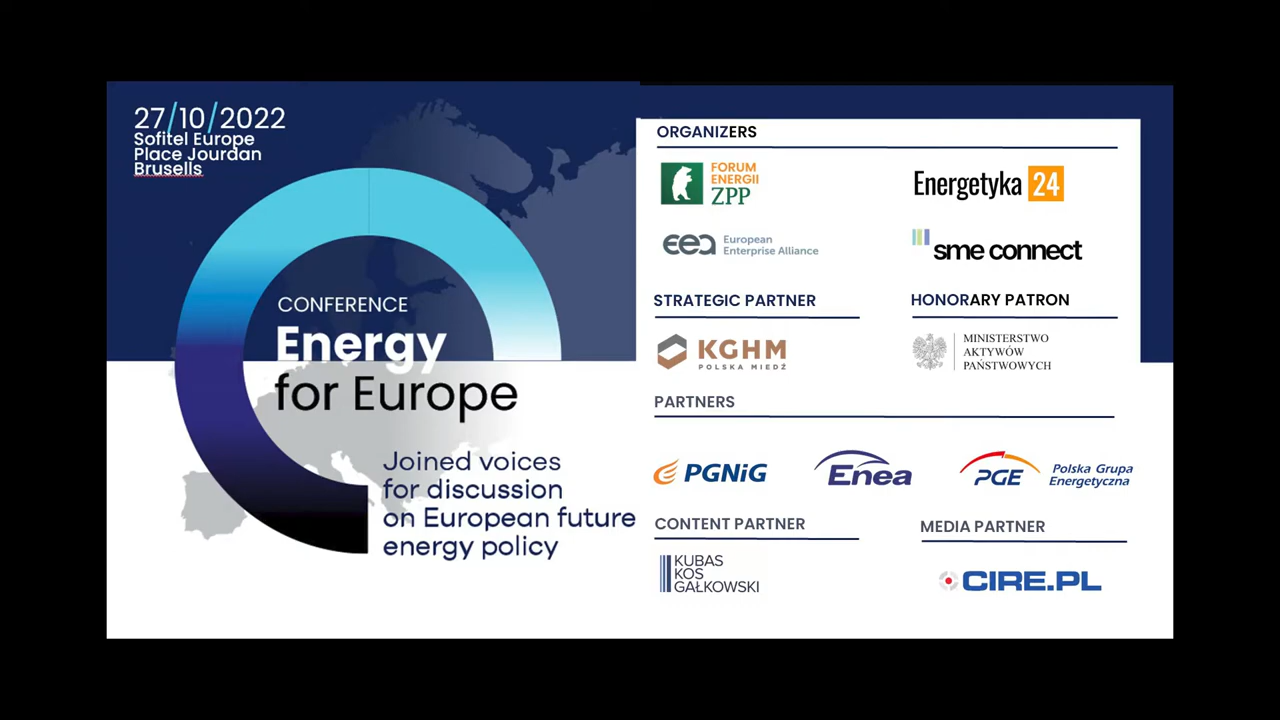 27/10/2022
Sofitel Europe
Place Jourdan
Brusells
CONFERENCE
Energy
for Europe
Joined voices
for discussion
on European future
energy policy
ORGANIZERS
FORUM
ENERGII
ZPP
Energetyka 24
eea European
Enterprise Alliance
sme connect
STRATEGIC PARTNER
HONORARY PATRON
KGHM
POLSKA MIEDŹ
MINISTERSTWO
AKTYWÓW
PAŃSTWOWYCH
PARTNERS
PGNiG
Enea
PGE
Polska Grupa
Energetyczna
CONTENT PARTNER
MEDIA PARTNER
KUBAS
KOS
GAŁKOWSKI
CIRE.PL